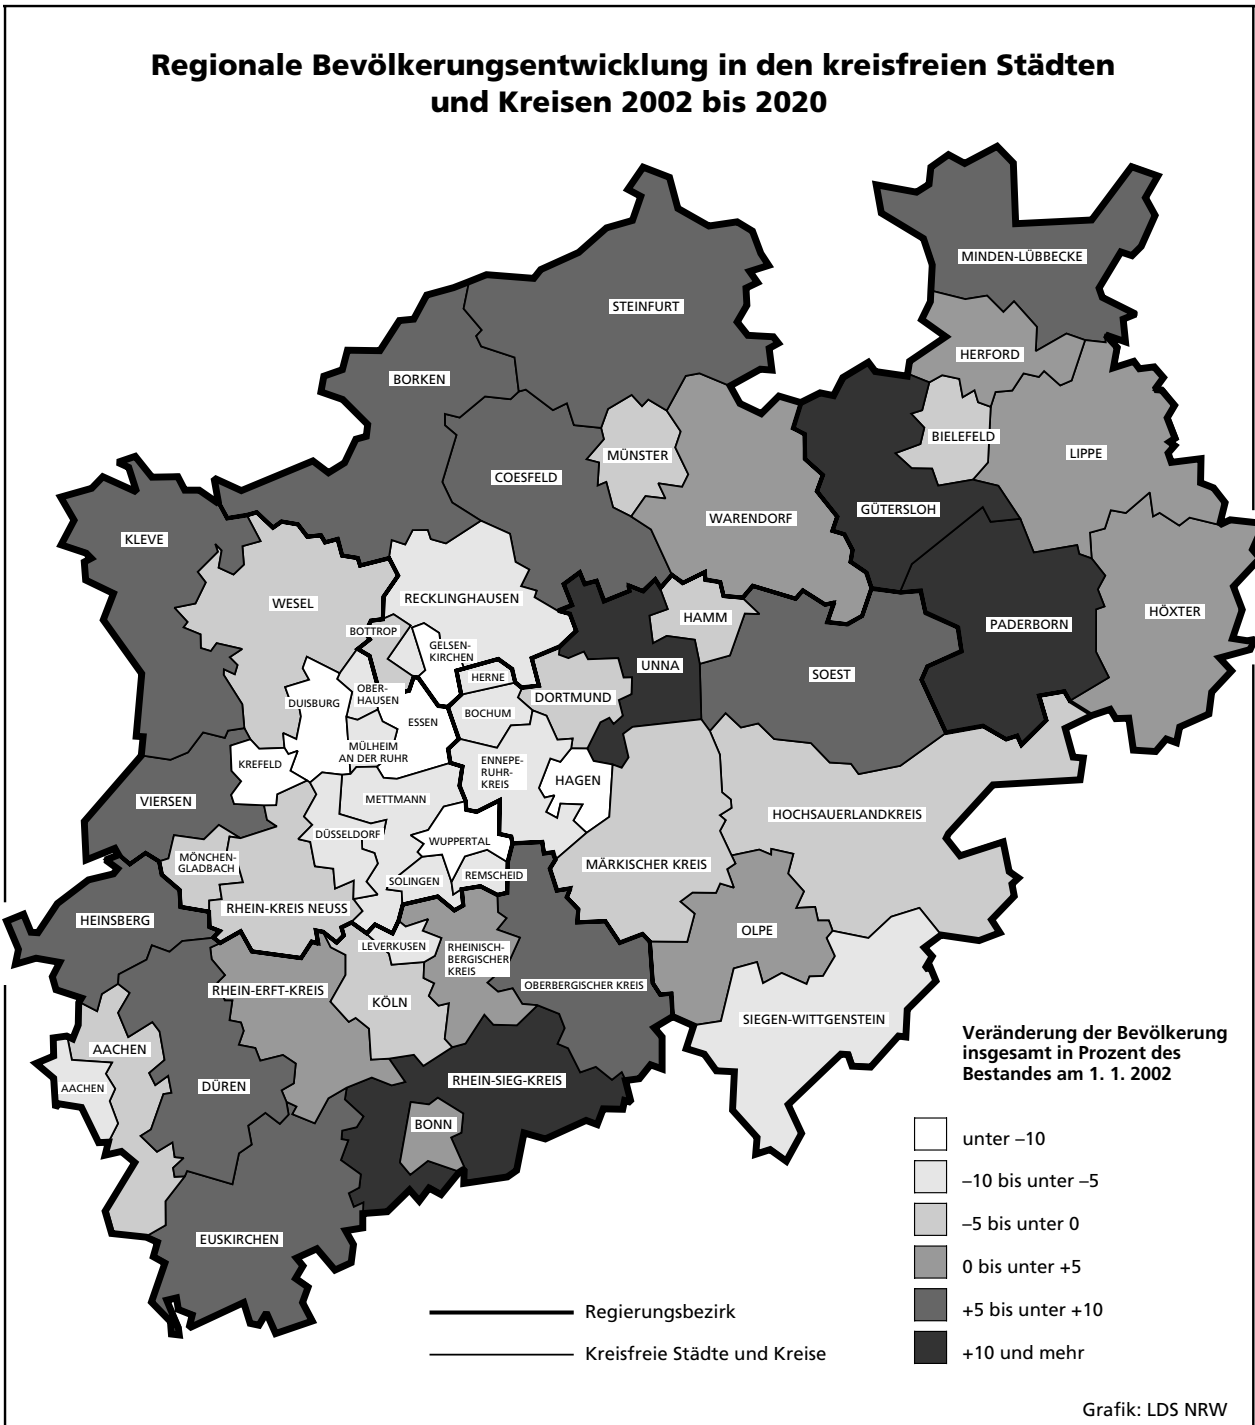 Regionale Bevölkerungsentwicklung in den kreisfreien Städten
und Kreisen 2002 bis 2020
MINDEN-LÜBBECKE
STEINFURT
HERFORD
BORKEN
BIELEFELD
LIPPE
MÜNSTER
COESFELD
GÜTERSLOH
WARENDORF
KLEVE
RECKLINGHAUSEN
WESEL
HÖXTER
HAMM
PADERBORN
BOTTROP
GELSEN-
KIRCHEN
UNNA
SOEST
HERNE
OBER-
HAUSEN
DORTMUND
DUISBURG
BOCHUM
ESSEN
MÜLHEIM
AN DER RUHR
KREFELD
ENNEPE-
RUHR-
KREIS
HAGEN
VIERSEN
METTMANN
HOCHSAUERLANDKREIS
DÜSSELDORF
WUPPERTAL
MÖNCHEN-
GLADBACH
MÄRKISCHER KREIS
SOLINGEN
REMSCHEID
RHEIN-KREIS NEUSS
HEINSBERG
OLPE
LEVERKUSEN
RHEINISCH-
BERGISCHER
KREIS
OBERBERGISCHER KREIS
RHEIN-ERFT-KREIS
KÖLN
SIEGEN-WITTGENSTEIN
AACHEN
AACHEN
DÜREN
RHEIN-SIEG-KREIS
BONN
EUSKIRCHEN
Veränderung der Bevölkerung
insgesamt in Prozent des
Bestandes am 1. 1. 2002
unter –10
–10 bis unter –5
–5 bis unter 0
0 bis unter +5
+5 bis unter +10
+10 und mehr
Regierungsbezirk
Kreisfreie Städte und Kreise
Grafik: LDS NRW